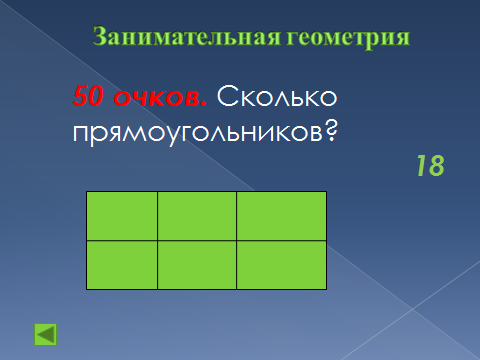 Занимательная геометрия
50 очков. Сколько
прямоугольников?
18